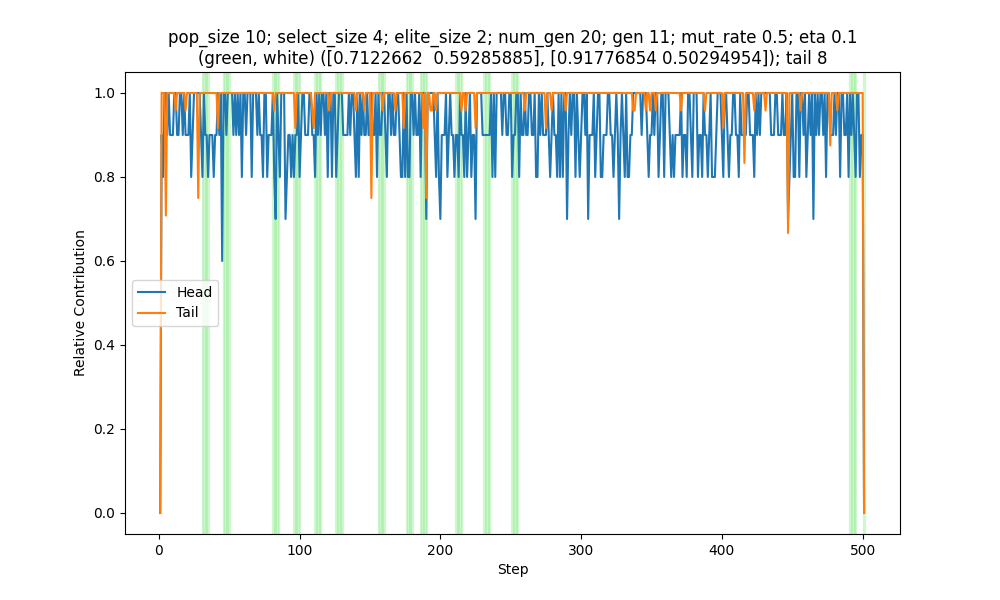 pop_size 10; select_size 4; elite_size 2; num_gen 20; gen 11; mut_rate 0.5; eta 0.1
(green, white) ([0.7122662  0.59285885], [0.91776854 0.50294954]); tail 8
1.0
0.8
0.6
0.4
0.2
0.0
Relative Contribution
Head
Tail
0
100
200
300
400
500
Step